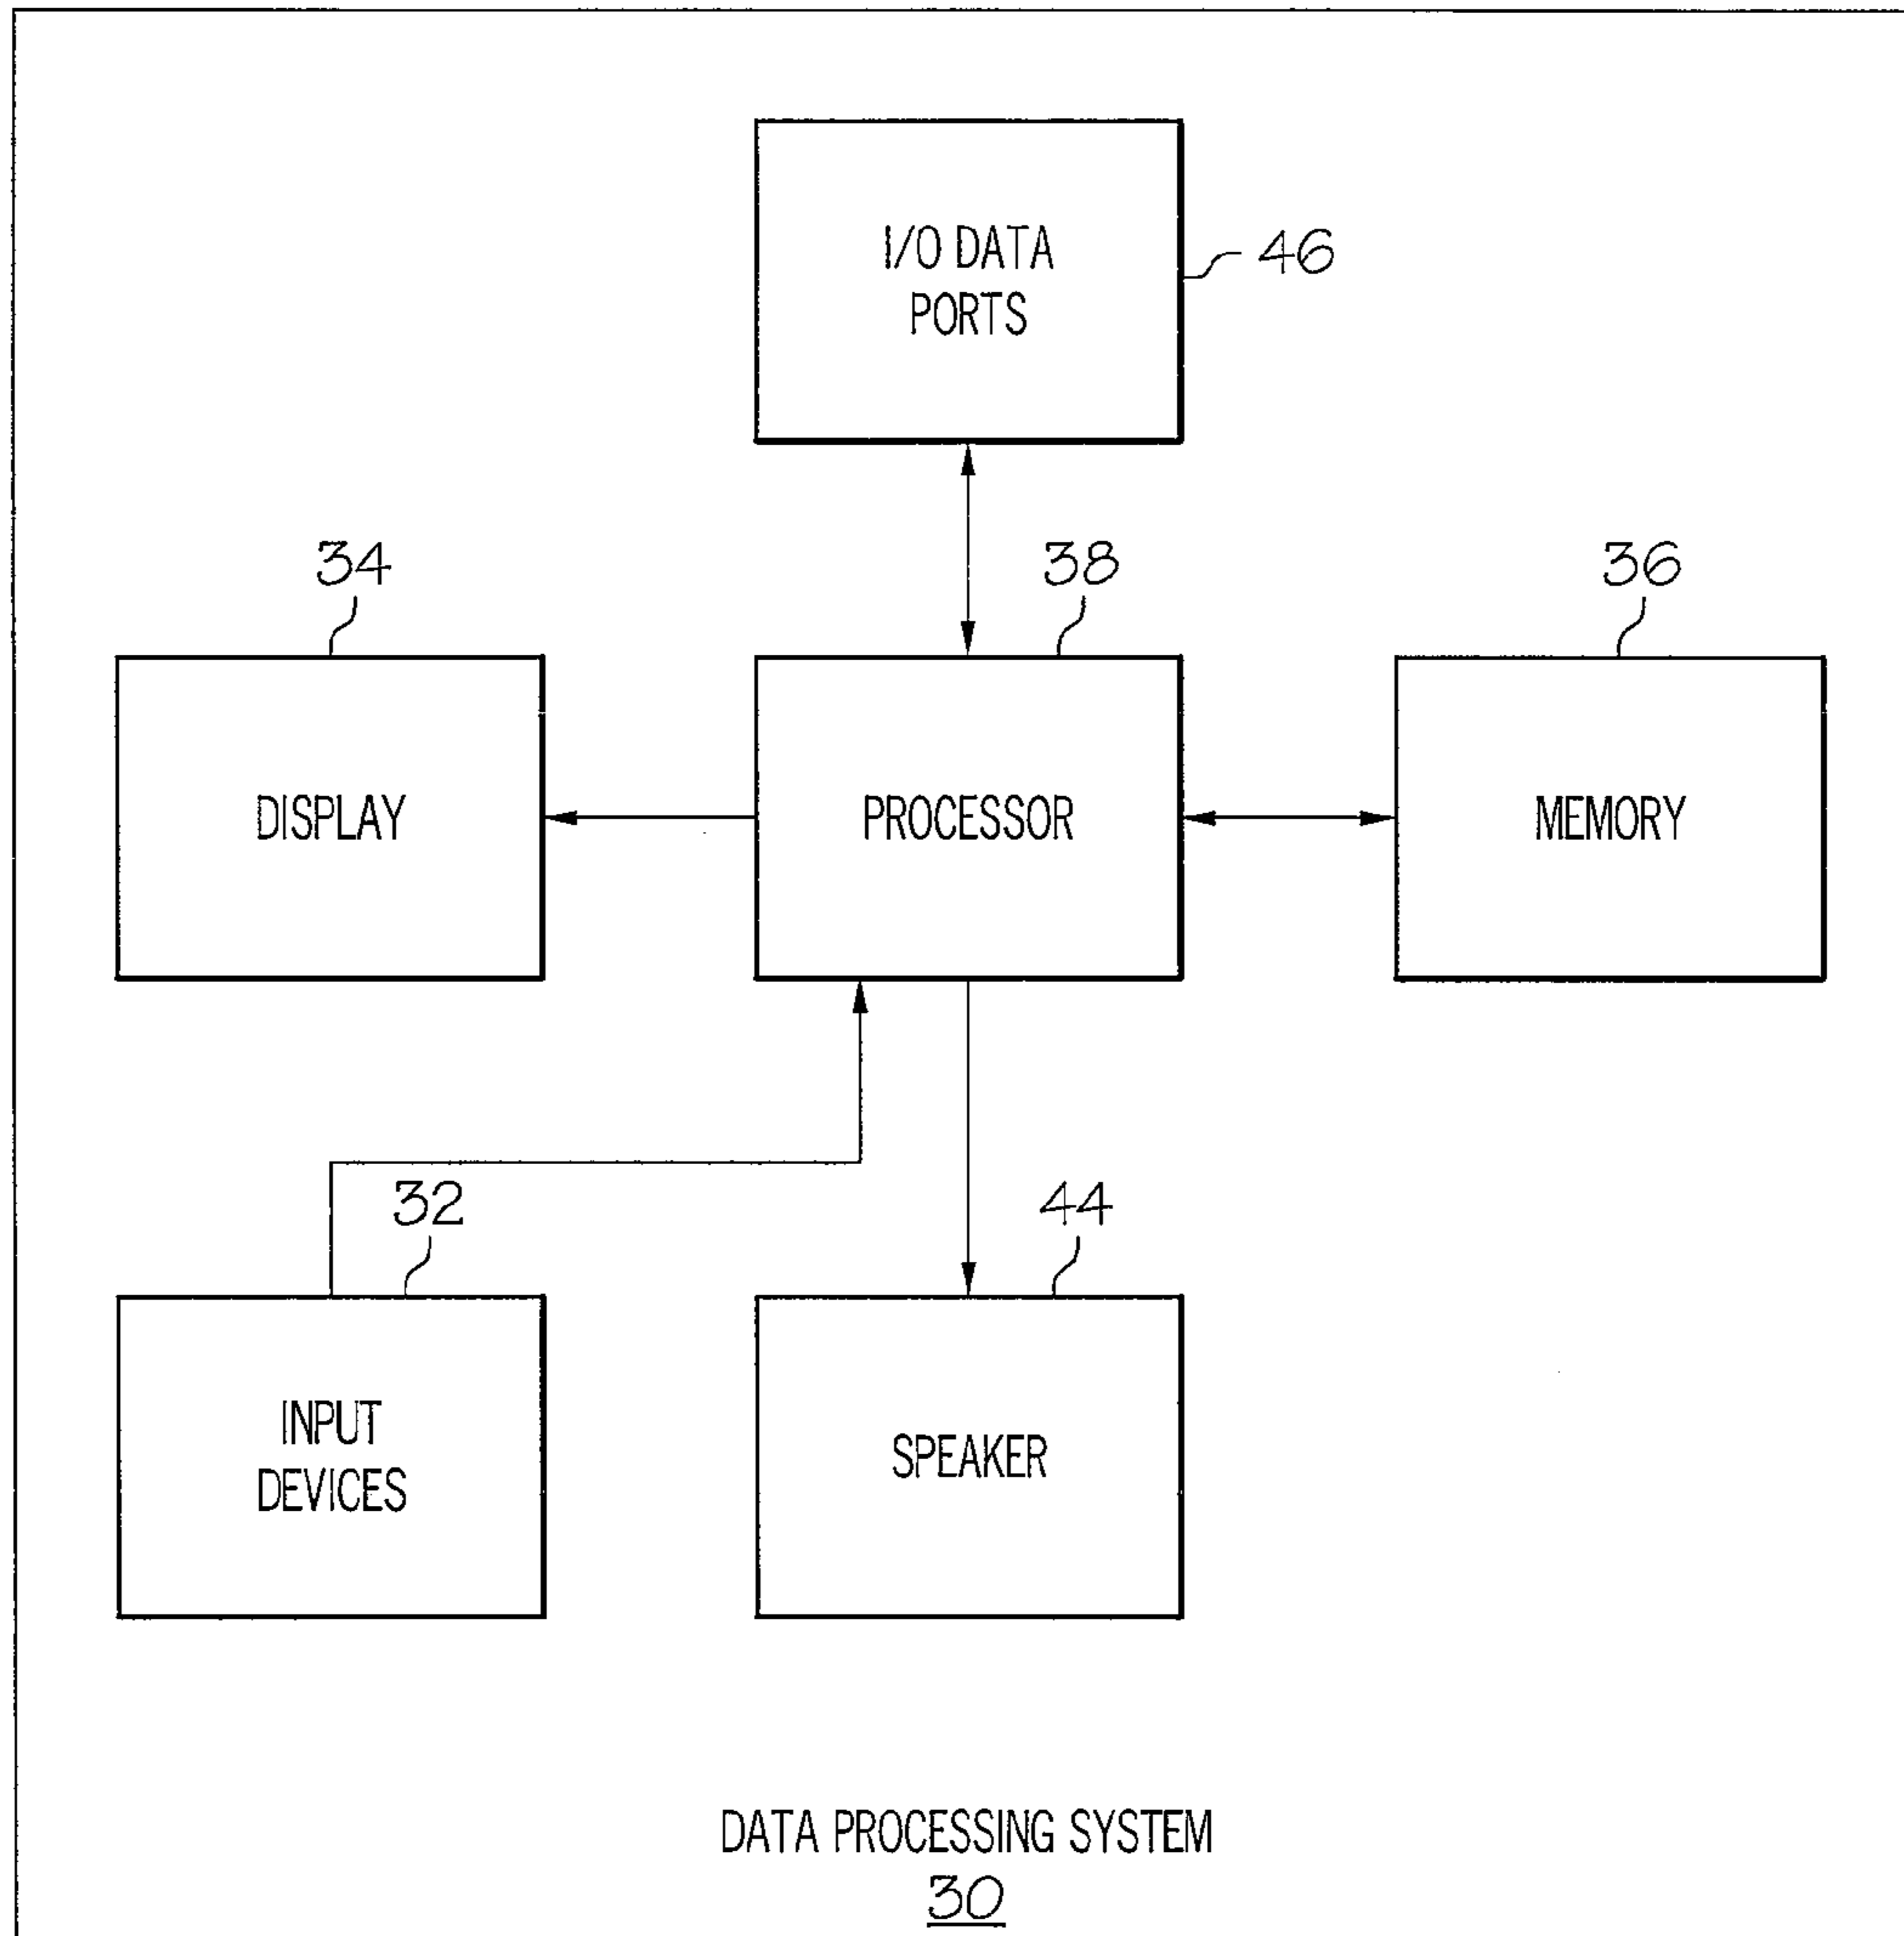 I/O DATA
PORTS
46
34
38
36
DISPLAY
PROCESSOR
MEMORY
32
44
INPUT
DEVICES
SPEAKER
DATA PROCESSING SYSTEM
30